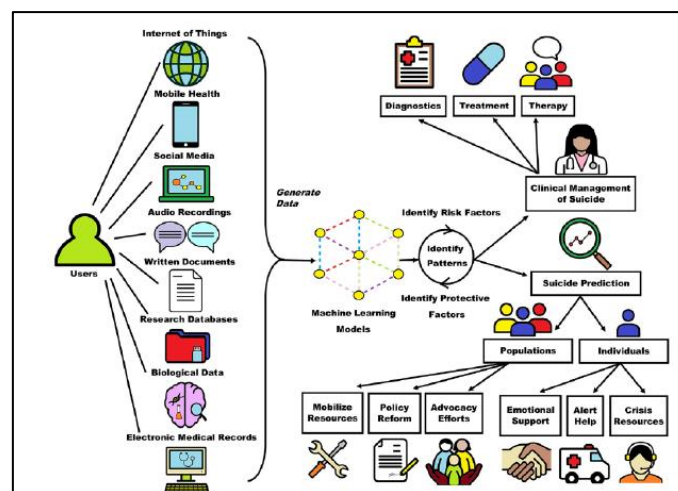 Internet of Things
Mobile Health
Social Media
Audio Recordings
Written Documents
Research Databases
Biological Data
Electronic Medical Records
Users
Generate
Data
Machine Learning
Models
Identify Risk Factors
Identify
Patterns
Identify Protective
Factors
Diagnostics
Treatment
Therapy
Clinical Management
of Suicide
Suicide Prediction
Populations
Individuals
Mobilize
Resources
Policy
Reform
Advocacy
Efforts
Emotional
Support
Alert
Help
Crisis
Resources